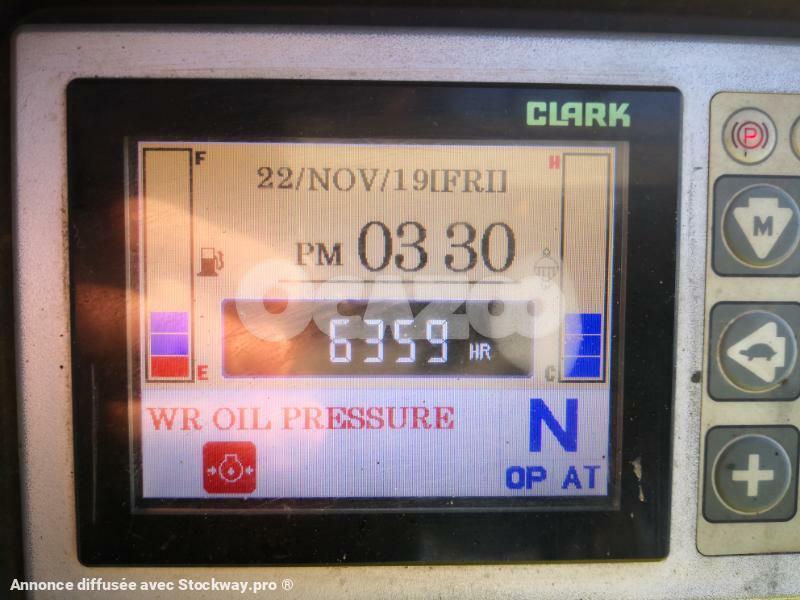 CLARK
F
H
22/NOV/19[FRI]
PM 03 30
OCAZOO
6359 HR
E
C
WR OIL PRESSURE
N
OP AT
P
M
+
Annonce diffusée avec Stockway.pro ®